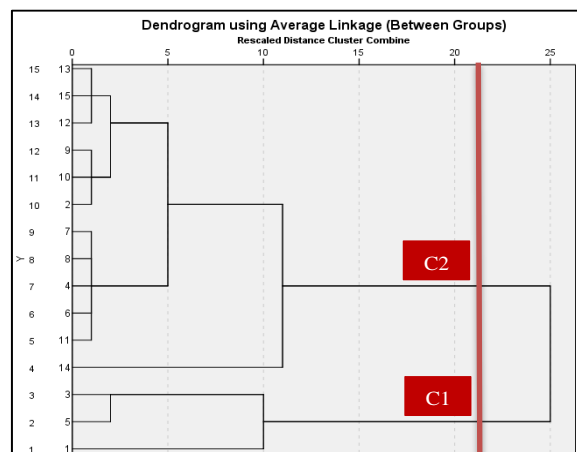 Dendrogram using Average Linkage (Between Groups)
Rescaled Distance Cluster Combine
0 5 10 15 20 25
15 13
14 15
13 12
12 9
11 10
10 2
9 7
Y 8 8
7 4
6 6
5 11
4 14
3 3
2 5
1 1
C2
C1